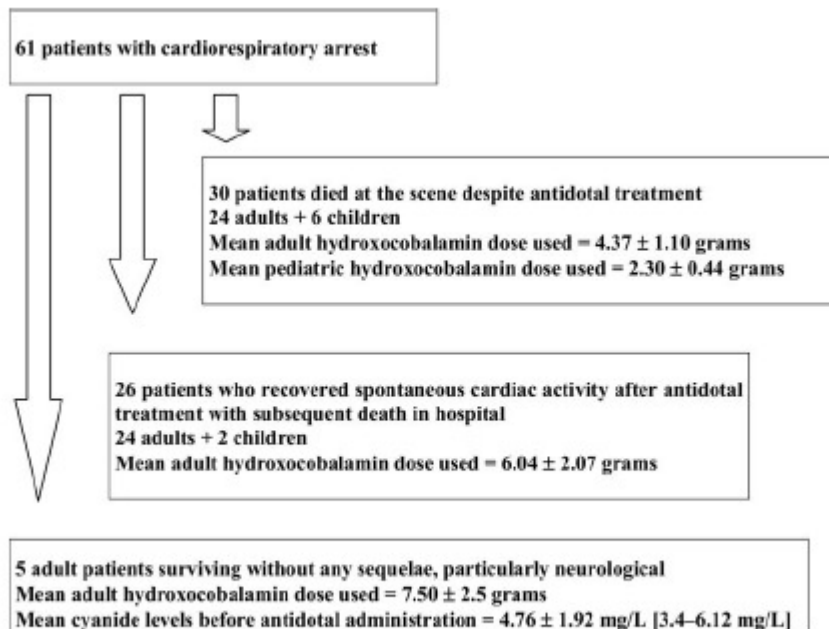 61 patients with cardiorespiratory arrest
30 patients died at the scene despite antidotal treatment
24 adults + 6 children
Mean adult hydroxocobalamin dose used = 4.37 ± 1.10 grams
Mean pediatric hydroxocobalamin dose used = 2.30 ± 0.44 grams
26 patients who recovered spontaneous cardiac activity after antidotal
treatment with subsequent death in hospital
24 adults + 2 children
Mean adult hydroxocobalamin dose used = 6.04 ± 2.07 grams
5 adult patients surviving without any sequelae, particularly neurological
Mean adult hydroxocobalamin dose used = 7.50 ± 2.5 grams
Mean cyanide levels before antidotal administration = 4.76 ± 1.92 mg/L [3.4–6.12 mg/L]